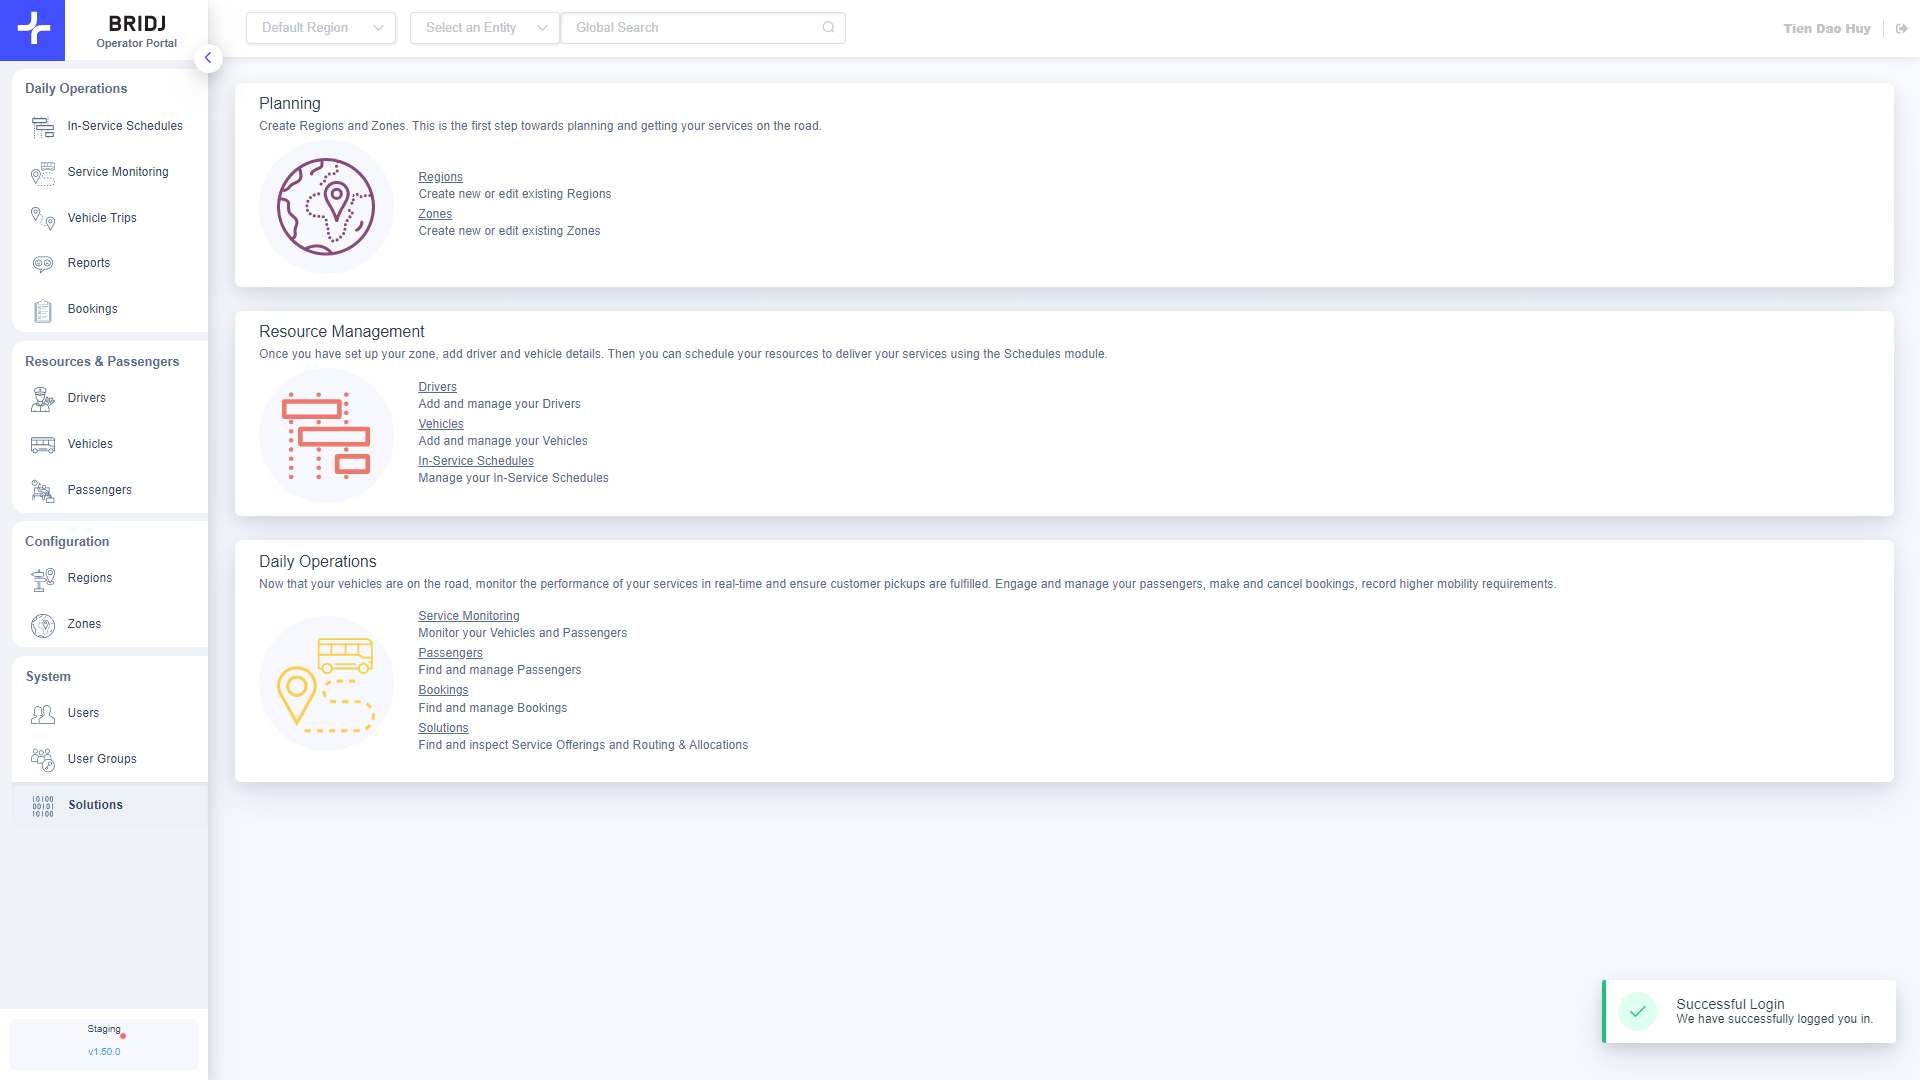 BRIDJ
Operator Portal
Default Region
Select an Entity
Global Search
Tien Dao Huy
Daily Operations
In-Service Schedules
Service Monitoring
Vehicle Trips
Reports
Bookings
Resources & Passengers
Drivers
Vehicles
Passengers
Configuration
Regions
Zones
System
Users
User Groups
Solutions
Staging
v1.50.0
Planning
Create Regions and Zones. This is the first step towards planning and getting your services on the road.
Regions
Create new or edit existing Regions
Zones
Create new or edit existing Zones
Resource Management
Once you have set up your zone, add driver and vehicle details. Then you can schedule your resources to deliver your services using the Schedules module.
Drivers
Add and manage your Drivers
Vehicles
Add and manage your Vehicles
In-Service Schedules
Manage your In-Service Schedules
Daily Operations
Now that your vehicles are on the road, monitor the performance of your services in real-time and ensure customer pickups are fulfilled. Engage and manage your passengers, make and cancel bookings, record higher mobility requirements.
Service Monitoring
Monitor your Vehicles and Passengers
Passengers
Find and manage Passengers
Bookings
Find and manage Bookings
Solutions
Find and inspect Service Offerings and Routing & Allocations
Successful Login
We have successfully logged you in.